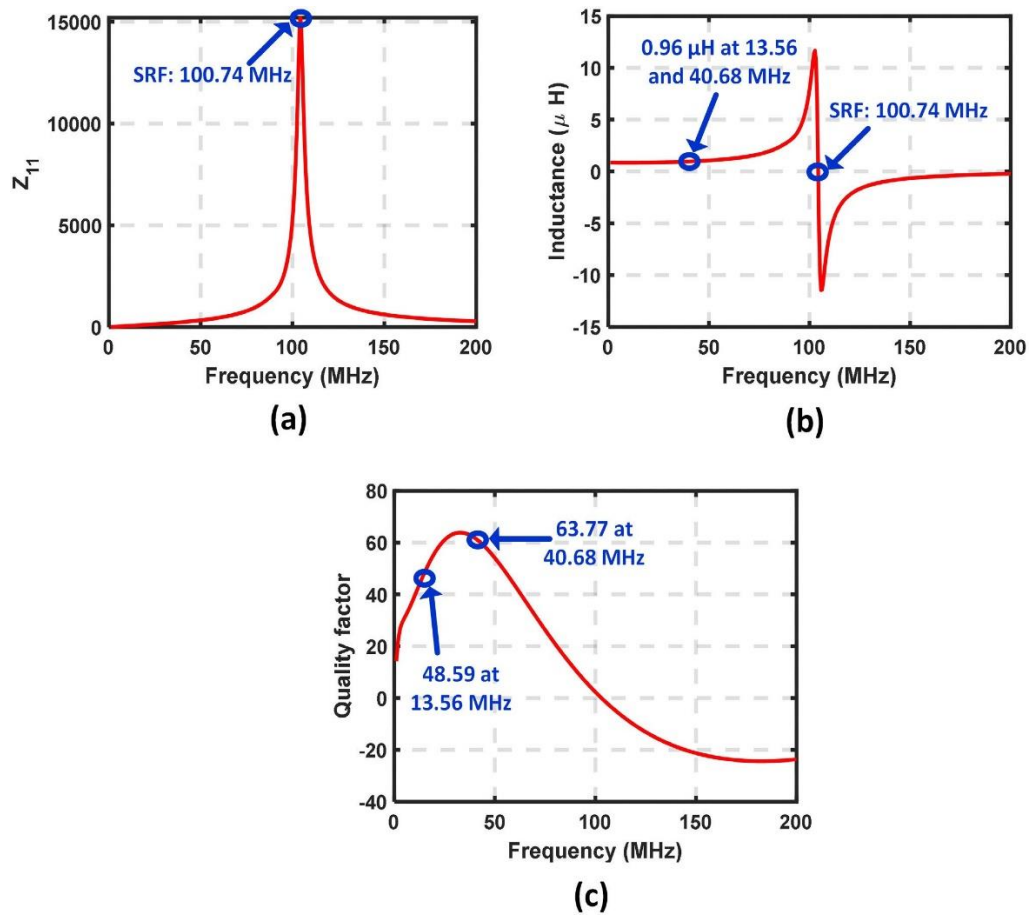 15000
10000
5000
0
Z11
SRF: 100.74 MHz
0 50 100 150 200
Frequency (MHz)
(a)
15
10
5
0
-5
-10
-15
Inductance (μ H)
0.96 μH at 13.56
and 40.68 MHz
SRF: 100.74 MHz
0 50 100 150 200
Frequency (MHz)
(b)
80
60
40
20
0
-20
-40
Quality factor
63.77 at
40.68 MHz
48.59 at
13.56 MHz
0 50 100 150 200
Frequency (MHz)
(c)